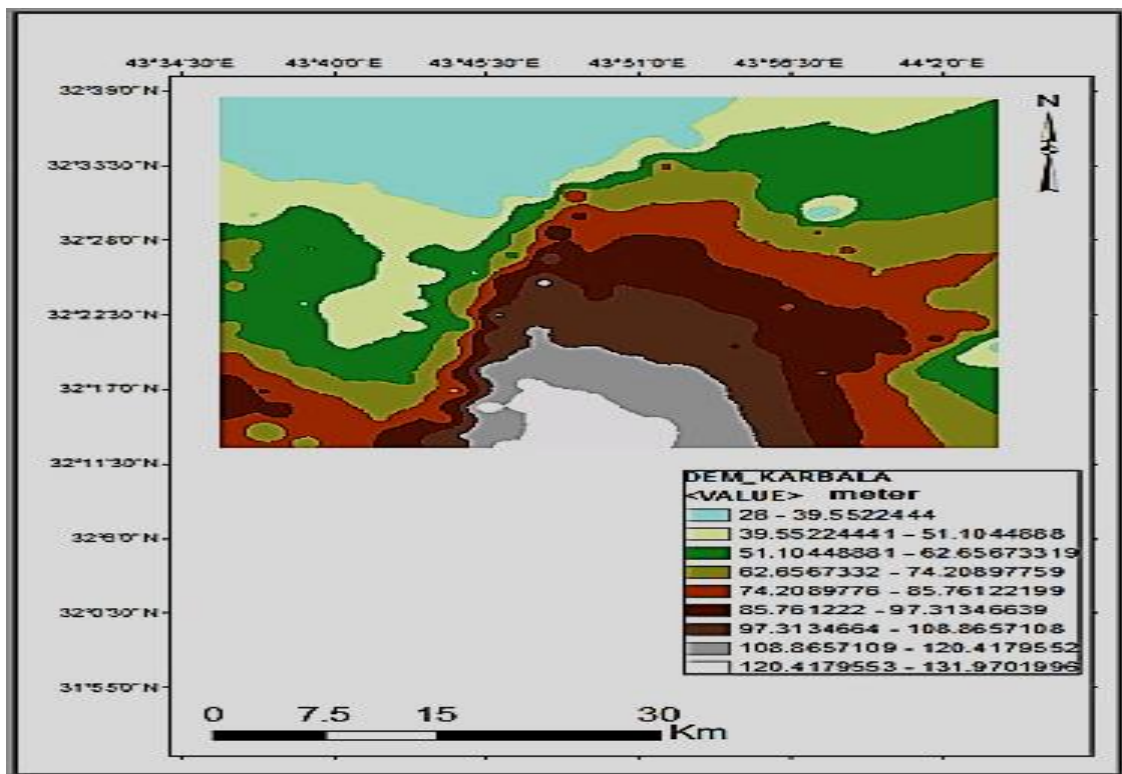 43°34'30"E 43°40'0"E 43°45'30"E 43°51'0"E 43°56'30"E 44°2'0"E
32°39'0"N
N
32°33'30"N
32°28'0"N
32°22'30"N
32°17'0"N
32°11'30"N
DEM_KARBALA
<VALUE> meter
28 - 39.5522444
39.55224441 - 51.1044888
51.10448881 - 62.65673319
62.6567332 - 74.20897759
74.2089776 - 85.76122199
85.761222 - 97.31346639
97.3134664 - 108.8657108
108.8657109 - 120.4179552
120.4179553 - 131.9701996
32°6'0"N
32°0'30"N
31°55'0"N
0 7.5 15 30
Km